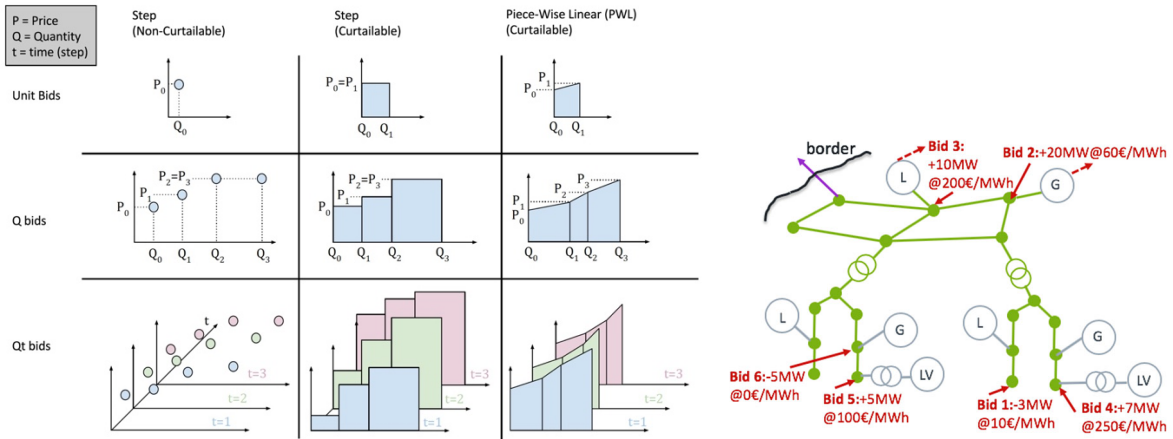 P = Price
Q = Quantity
t = time (step)
Step
(Non-Curtailable)
Step
(Curtailable)
Piece-Wise Linear (PWL)
(Curtailable)
Unit Bids
P0
Q0
P0=P1
Q0 Q1
P1
P0
Q0 Q1
Q bids
P2=P3
P1
P0
Q0 Q1 Q2 Q3
P2=P3
P1
P0
Q0 Q1 Q2 Q3
P3
P2
P1
P0
Q0 Q1 Q2 Q3
Qt bids
t
t=3
t=2
t=1
t=3
t=2
t=1
t=3
t=2
t=1
border
L
Bid 3:
+10MW
@200€/MWh
Bid 2:+20MW@60€/MWh
G
L
G
LV
Bid 6:-5MW
@0€/MWh
Bid 5:+5MW
@100€/MWh
L
G
LV
Bid 1:-3MW
@10€/MWh
Bid 4:+7MW
@250€/MWh